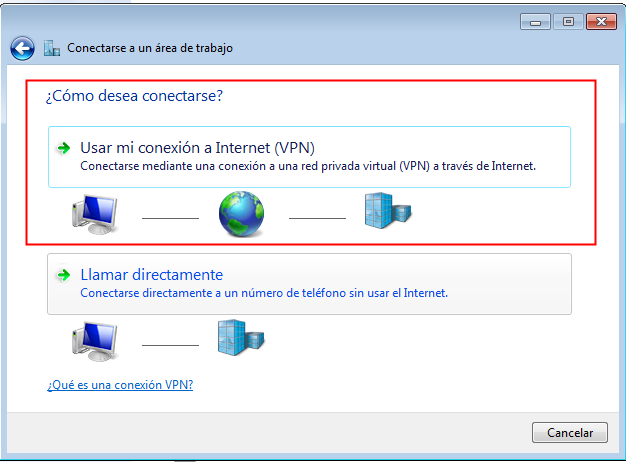 Conectarse a un área de trabajo
¿Cómo desea conectarse?
Usar mi conexión a Internet (VPN)
Conectarse mediante una conexión a una red privada virtual (VPN) a través de Internet.
Llamar directamente
Conectarse directamente a un número de teléfono sin usar el Internet.
¿Qué es una conexión VPN?
Cancelar